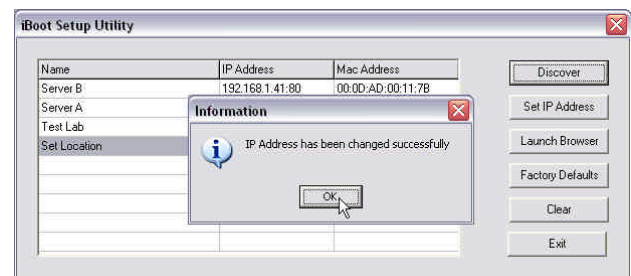 iBoot Setup Utility
Name IP Address Mac Address
Server B 192.168.1.41:80 00:0D:AD:00:11:7B
Server A
Test Lab
Set Location
Information
IP Address has been changed successfully
OK
Discover
Set IP Address
Launch Browser
Factory Defaults
Clear
Exit